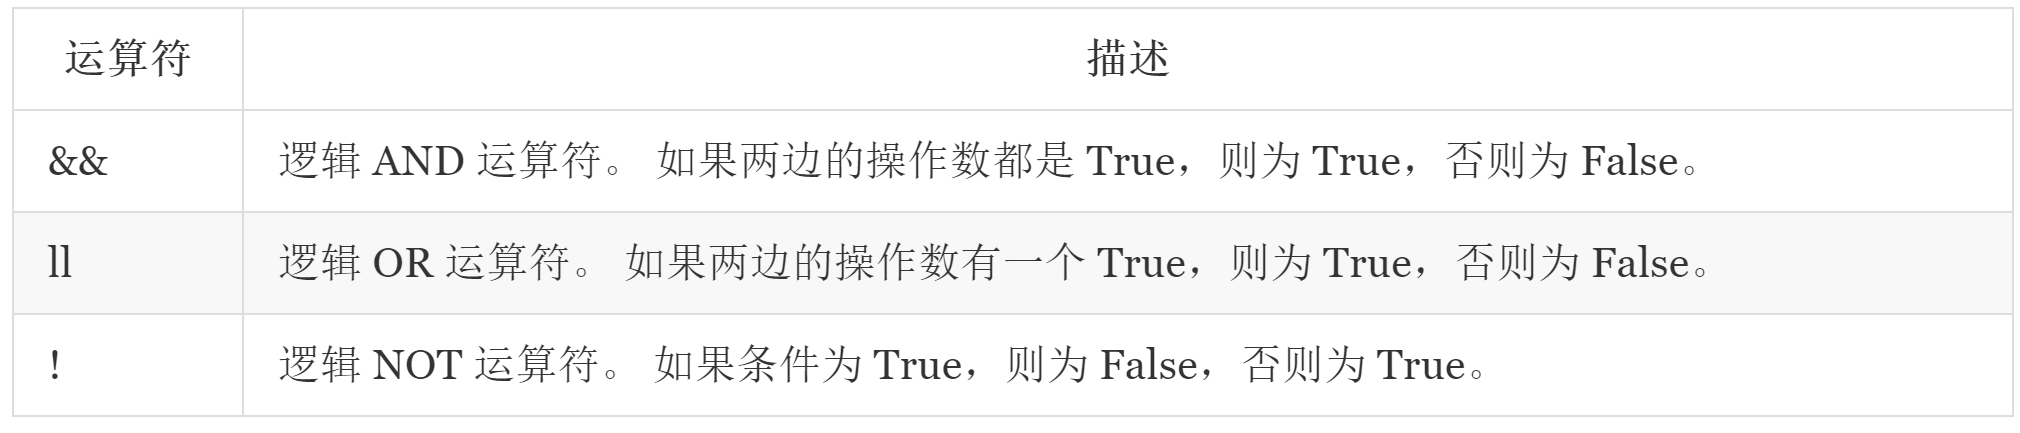 运算符 描述
&& 逻辑 AND 运算符。 如果两边的操作数都是 True，则为 True，否则为 False。
ll 逻辑 OR 运算符。 如果两边的操作数有一个 True，则为 True，否则为 False。
! 逻辑 NOT 运算符。 如果条件为 True，则为 False，否则为 True。